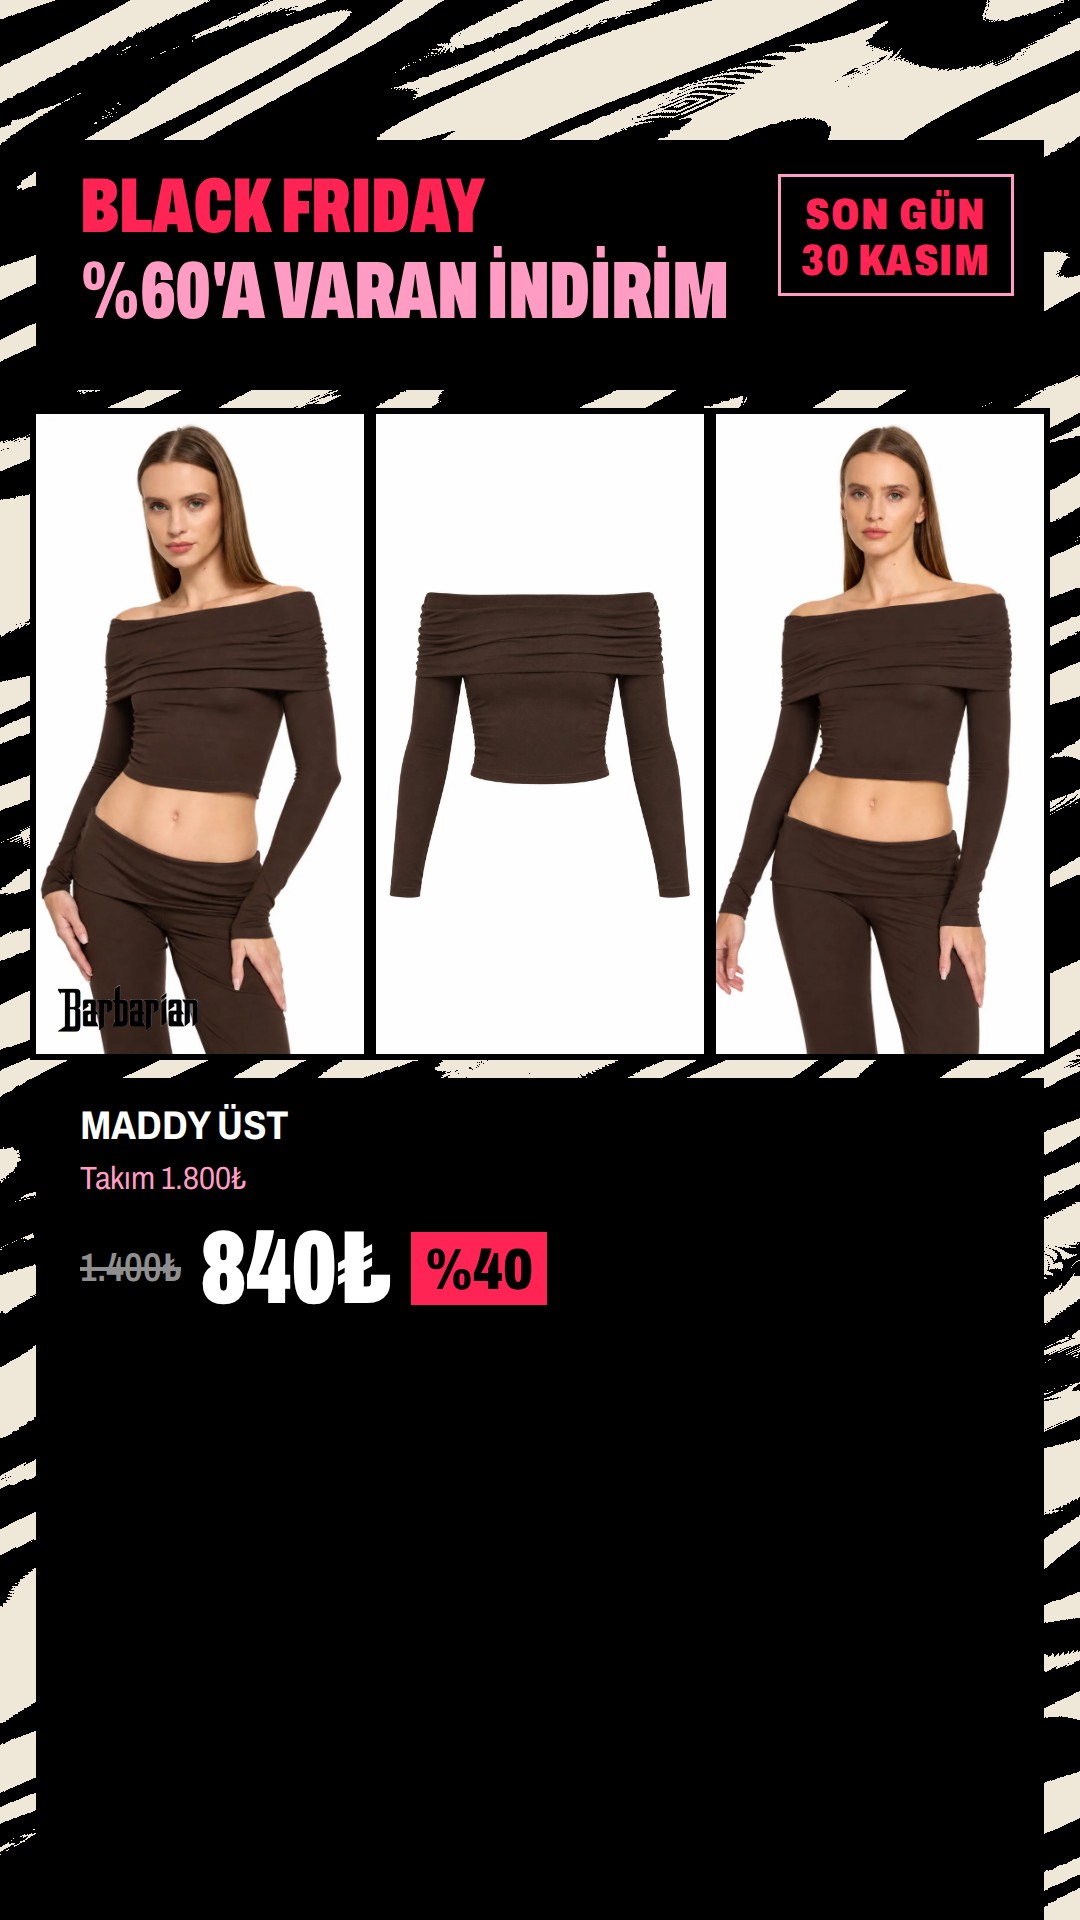 BLACK FRIDAY
%60'A VARAN İNDİRİM
SON GÜN
30 KASIM
Barbarian
MADDY ÜST
Takım 1.800₺
1.400₺ 840₺ %40